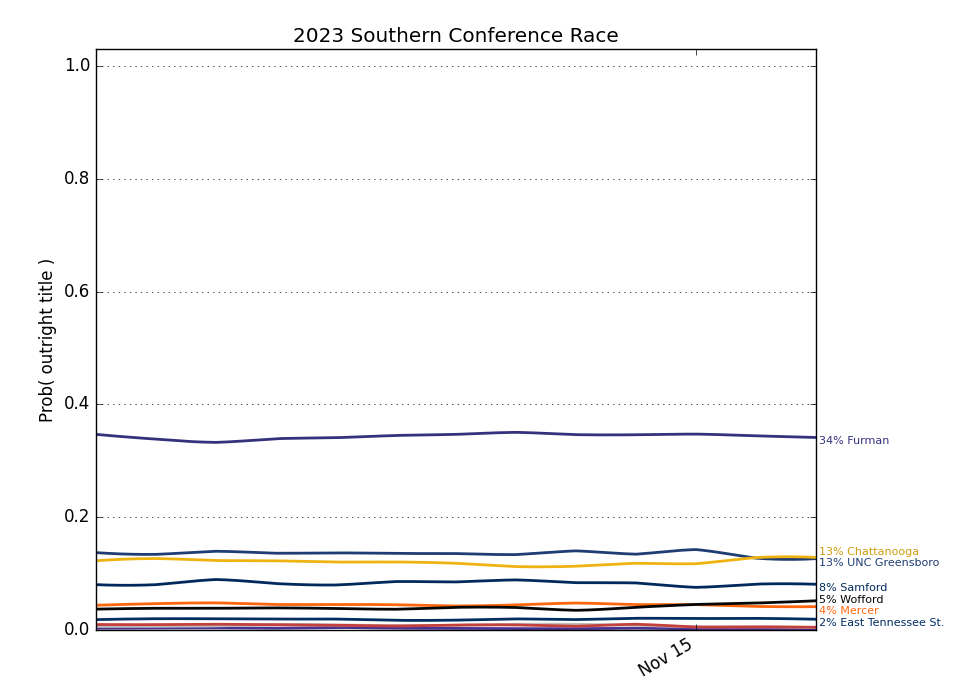 2023 Southern Conference Race
1.0
0.8
0.6
0.4
0.2
0.0
Prob( outright title )
34% Furman
13% Chattanooga
13% UNC Greensboro
8% Samford
5% Wofford
4% Mercer
2% East Tennessee St.
Nov 15